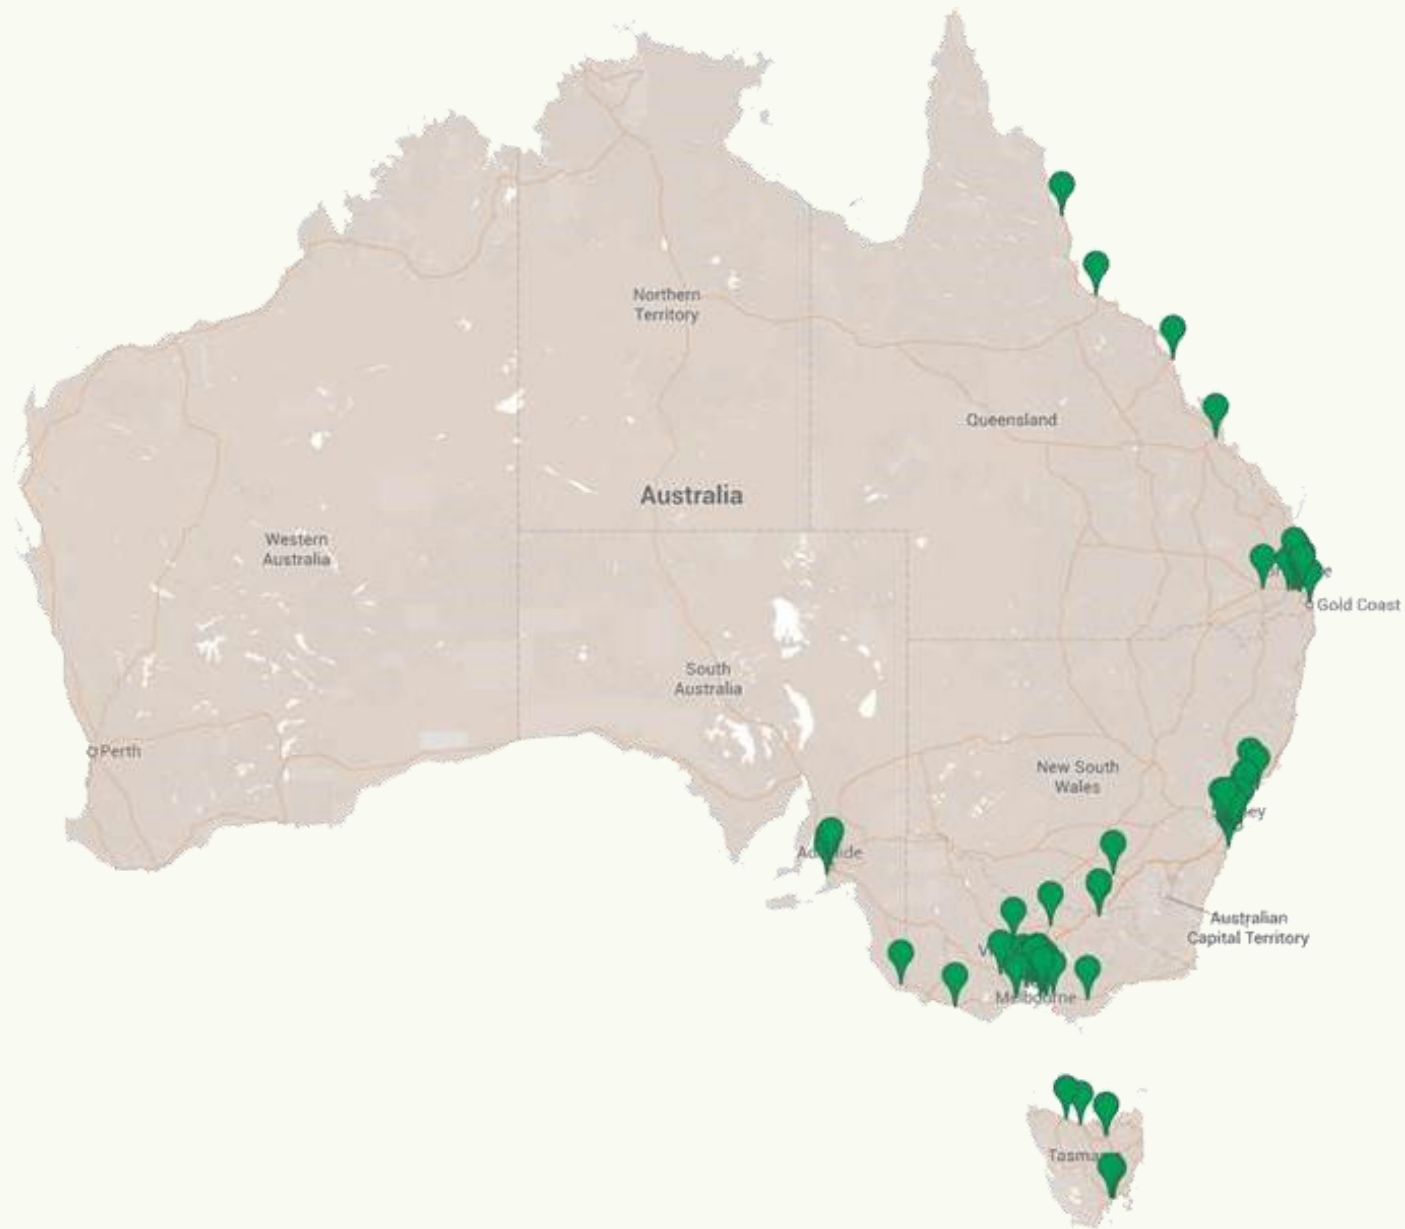 Northern
Territory
Queensland
Australia
Western
Australia
Gold Coast
South
Australia
Perth
New South
Wales
Australian
Capital Territory
Melbourne